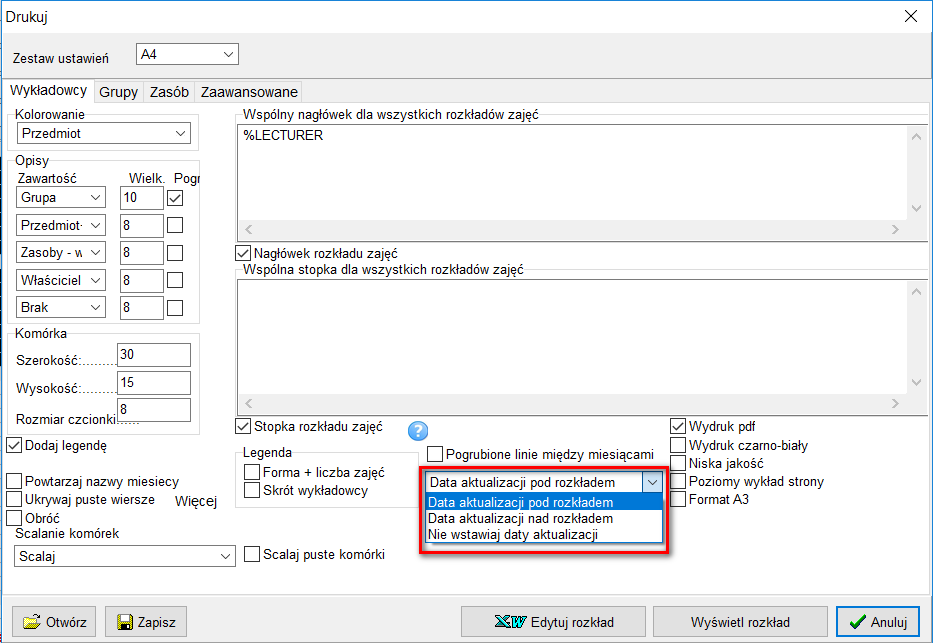 Drukuj
Zestaw ustawień
A4
Wykładowcy
Grupy
Zasób
Zaawansowane
Kolorowanie
Przedmiot
Opisy
Zawartość Wielk. Pogr
Grupa 10
Przedmiot- 8
Zasoby - w 8
Właściciel 8
Brak 8
Komórka
Szerokość: 30
Wysokość: 15
Rozmiar czcionki 8
Dodaj legendę
Powtarzaj nazwy miesiecy
Ukrywaj puste wiersze Więcej
Obróć
Scalanie komórek
Scalaj
Scalaj puste komórki
Wspólny nagłówek dla wszystkich rozkładów zajęć
%LECTURER
Nagłówek rozkładu zajęć
Wspólna stopka dla wszystkich rozkładów zajęć
Stopka rozkładu zajęć
?
Legenda
Forma + liczba zajęć
Skrót wykładowcy
Pogrubione linie między miesiącami
Data aktualizacji pod rozkładem
Data aktualizacji pod rozkładem
Data aktualizacji nad rozkładem
Nie wstawiaj daty aktualizacji
Wydruk pdf
Wydruk czarno-biały
Niska jakość
Poziomy wykład strony
Format A3
Otwórz
Zapisz
Edytuj rozkład
Wyświetl rozkład
Anuluj